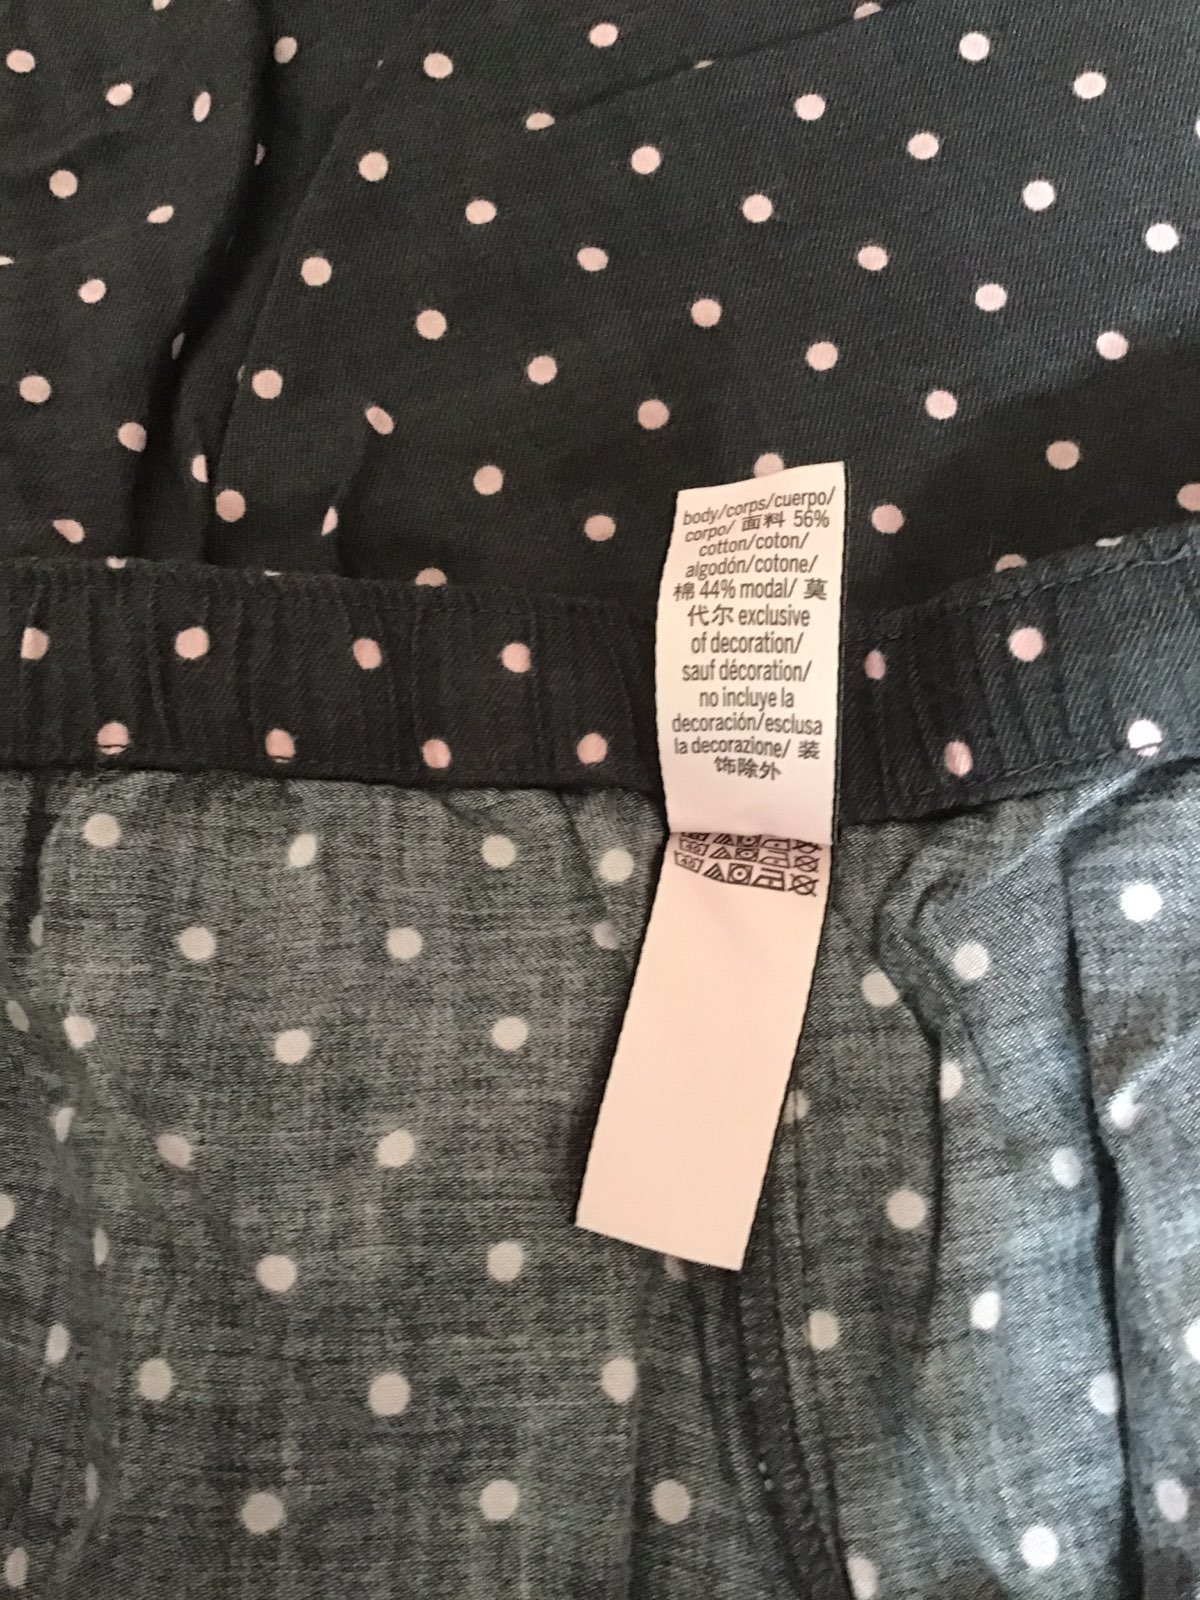 body/corps/cuerpo/
corpo/ 面料 56%
cotton/coton/
algodón/cotone/
棉 44% modal/ 莫
代尔 exclusive
of decoration/
sauf décoration/
no incluye la
decoración/esclusa
la decorazione/ 装
饰除外